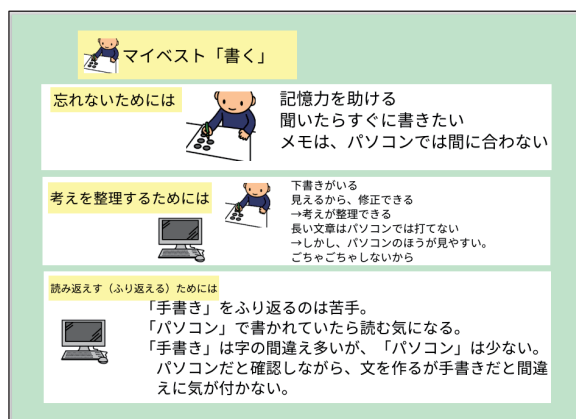 マイベスト「書く」
忘れないためには
記憶力を助ける
聞いたらすぐに書きたい
メモは、パソコンでは間に合わない
考えを整理するためには
下書きがいる
見えるから、修正できる
→考えが整理できる
長い文章はパソコンでは打てない
→しかし、パソコンのほうが見やすい。
ごちゃごちゃしないから
読み返えす（ふり返える）ためには
「手書き」をふり返るのは苦手。
「パソコン」で書かれていたら読む気になる。
「手書き」は字の間違え多いが、「パソコン」は少ない。
パソコンだと確認しながら、文を作るが手書きだと間違
えに気が付かない。